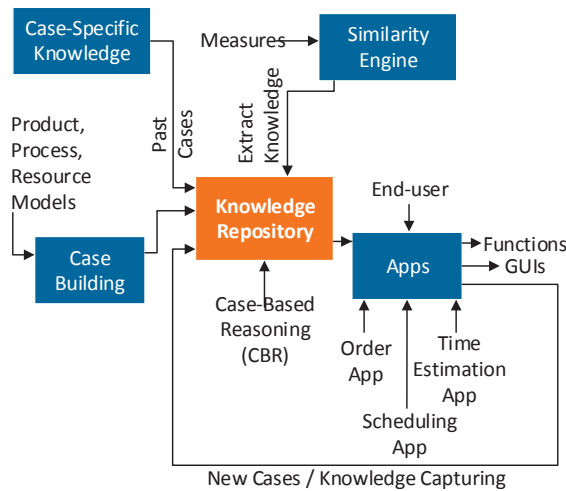 Case-Specific
Knowledge
Measures
Similarity
Engine
Past
Cases
Extract
Knowledge
Product,
Process,
Resource
Models
Knowledge
Repository
End-user
Case
Building
Apps
Functions
GUIs
Case-Based
Reasoning
(CBR)
Order
App
Scheduling
App
Time
Estimation
App
New Cases / Knowledge Capturing